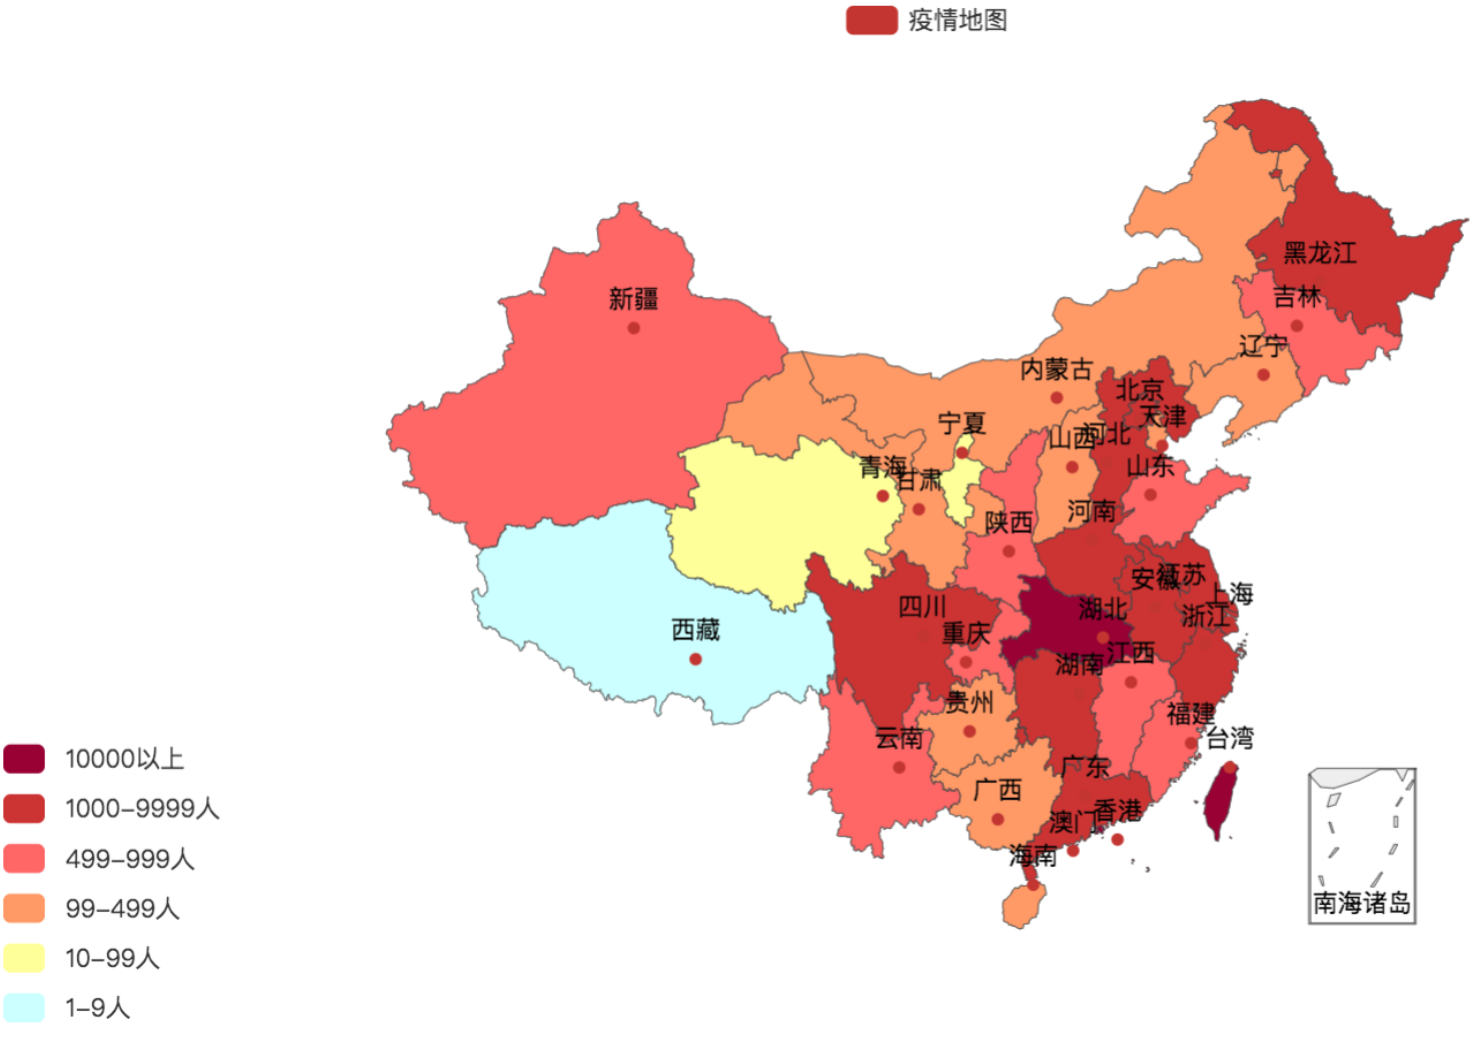 疫情地图
黑龙江
吉林
新疆
辽宁
内蒙古
北京
天津
宁夏
河北
山西
青海
山东
甘肃
河南
陕西
安徽
江苏
上海
四川
湖北
浙江
西藏
重庆
江西
湖南
贵州
福建
云南
台湾
广东
广西
香港
澳门
海南
南海诸岛
10000以上
1000-9999人
499-999人
99-499人
10-99人
1-9人